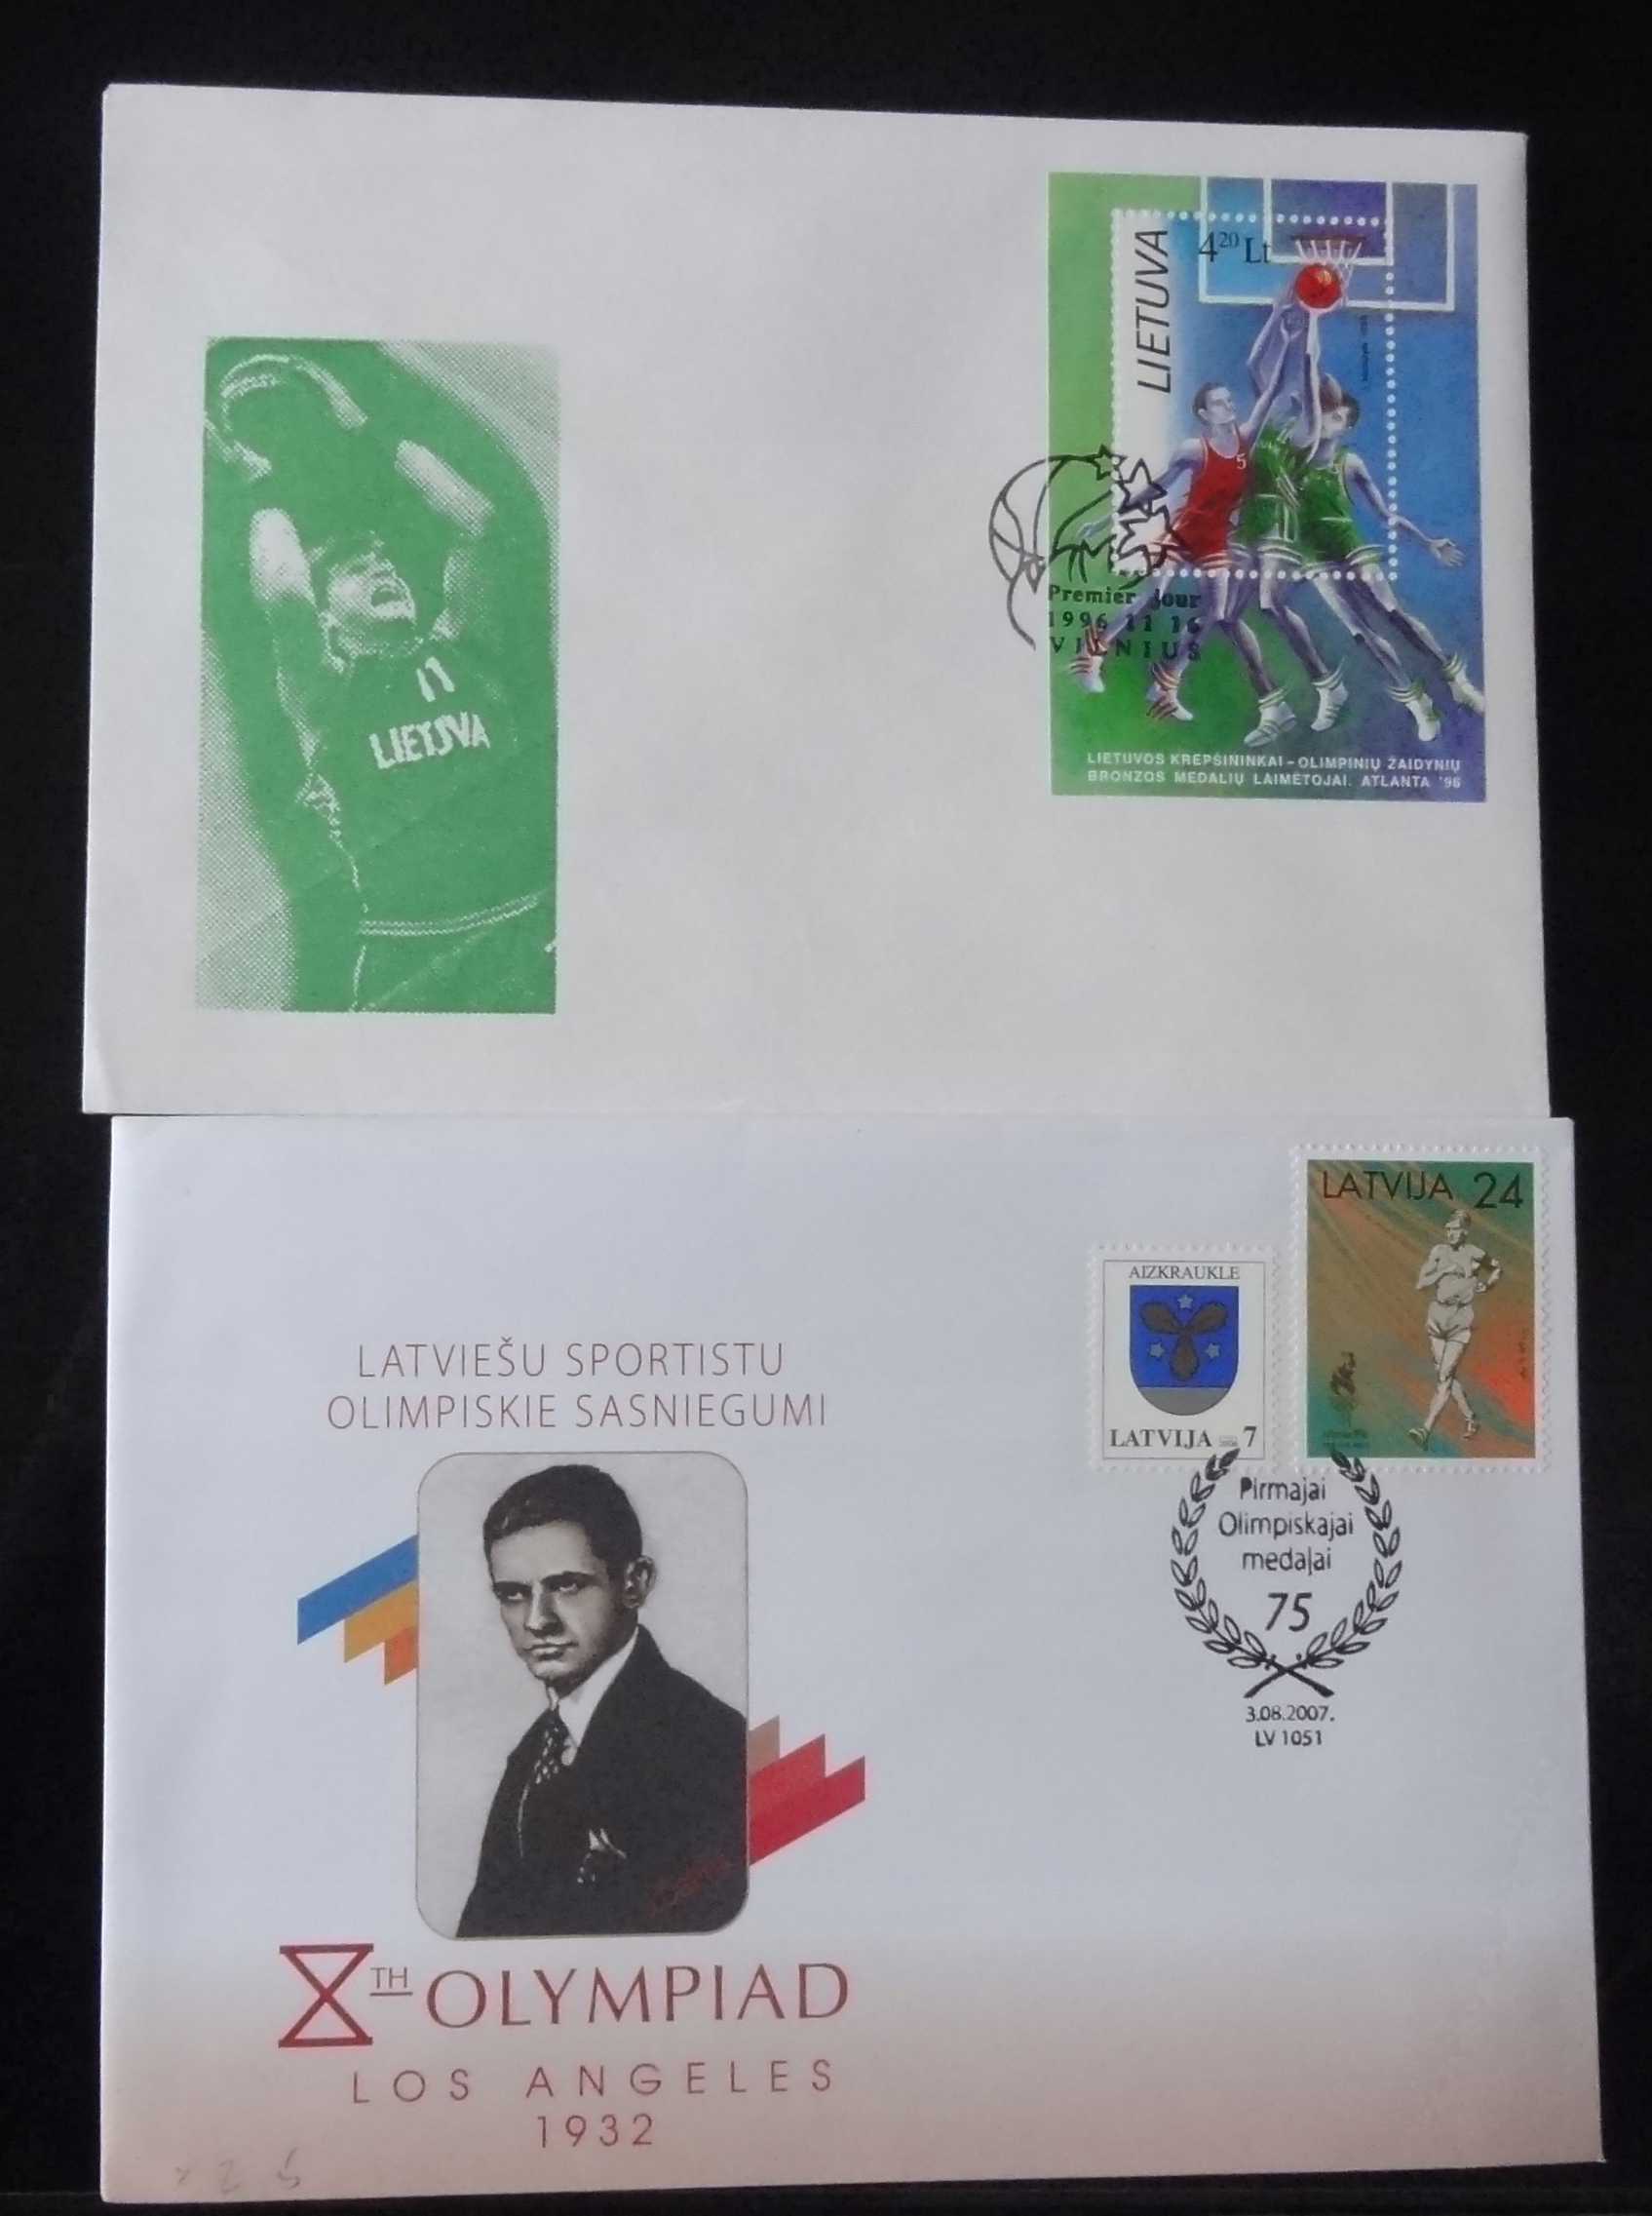 LIETUVA
4²⁰ Lt
5
Premier jour
1996 11 16
VILNIUS
LIETUVOS KREPŠININKAI – OLIMPINIŲ ŽAIDYNIŲ
BRONZOS MEDALIŲ LAIMĖTOJAI. ATLANTA '96
11
LIETUVA
LATVIJA 24
AIZKRAUKLE
LATVIJA 7
LATVIEŠU SPORTISTU
OLIMPISKIE SASNIEGUMI
Pirmajai
Olimpiskajai
medaļai
75
3.08.2007.
LV 1051
XTH OLYMPIAD
LOS ANGELES
1932